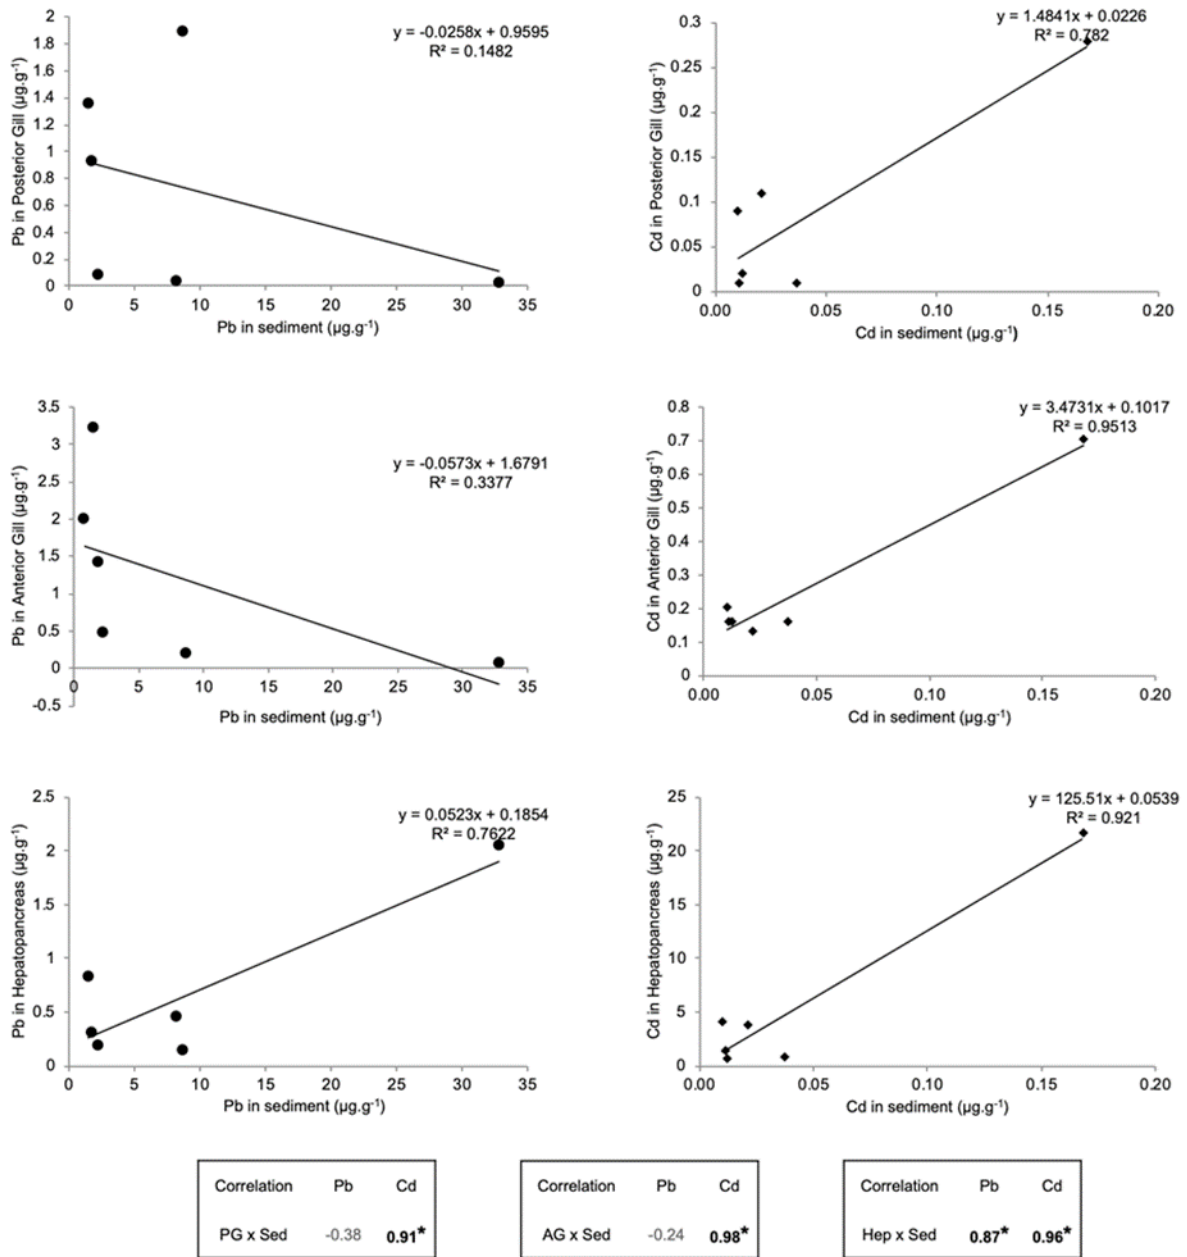 y = -0.0258x + 0.9595
R² = 0.1482
Pb in Posterior Gill (µg.g⁻¹)
2
1.8
1.6
1.4
1.2
1
0.8
0.6
0.4
0.2
0
0 5 10 15 20 25 30 35
Pb in sediment (µg.g⁻¹)
y = 1.4841x + 0.0226
R² = 0.782
Cd in Posterior Gill (µg.g⁻¹)
0.3
0.25
0.2
0.15
0.1
0.05
0
0.00 0.05 0.10 0.15 0.20
Cd in sediment (µg.g⁻¹)
y = -0.0573x + 1.6791
R² = 0.3377
Pb in Anterior Gill (µg.g⁻¹)
3.5
3
2.5
2
1.5
1
0.5
0
-0.5
0 5 10 15 20 25 30 35
Pb in sediment (µg.g⁻¹)
y = 3.4731x + 0.1017
R² = 0.9513
Cd in Anterior Gill (µg.g⁻¹)
0.8
0.7
0.6
0.5
0.4
0.3
0.2
0.1
0
0.00 0.05 0.10 0.15 0.20
Cd in sediment (µg.g⁻¹)
y = 0.0523x + 0.1854
R² = 0.7622
Pb in Hepatopancreas (µg.g⁻¹)
2.5
2
1.5
1
0.5
0
0 5 10 15 20 25 30 35
Pb in sediment (µg.g⁻¹)
y = 125.51x + 0.0539
R² = 0.921
Cd in Hepatopancreas (µg.g⁻¹)
25
20
15
10
5
0
0.00 0.05 0.10 0.15 0.20
Cd in sediment (µg.g⁻¹)
Correlation Pb Cd
PG x Sed -0.38 0.91*
Correlation Pb Cd
AG x Sed -0.24 0.98*
Correlation Pb Cd
Hep x Sed 0.87* 0.96*